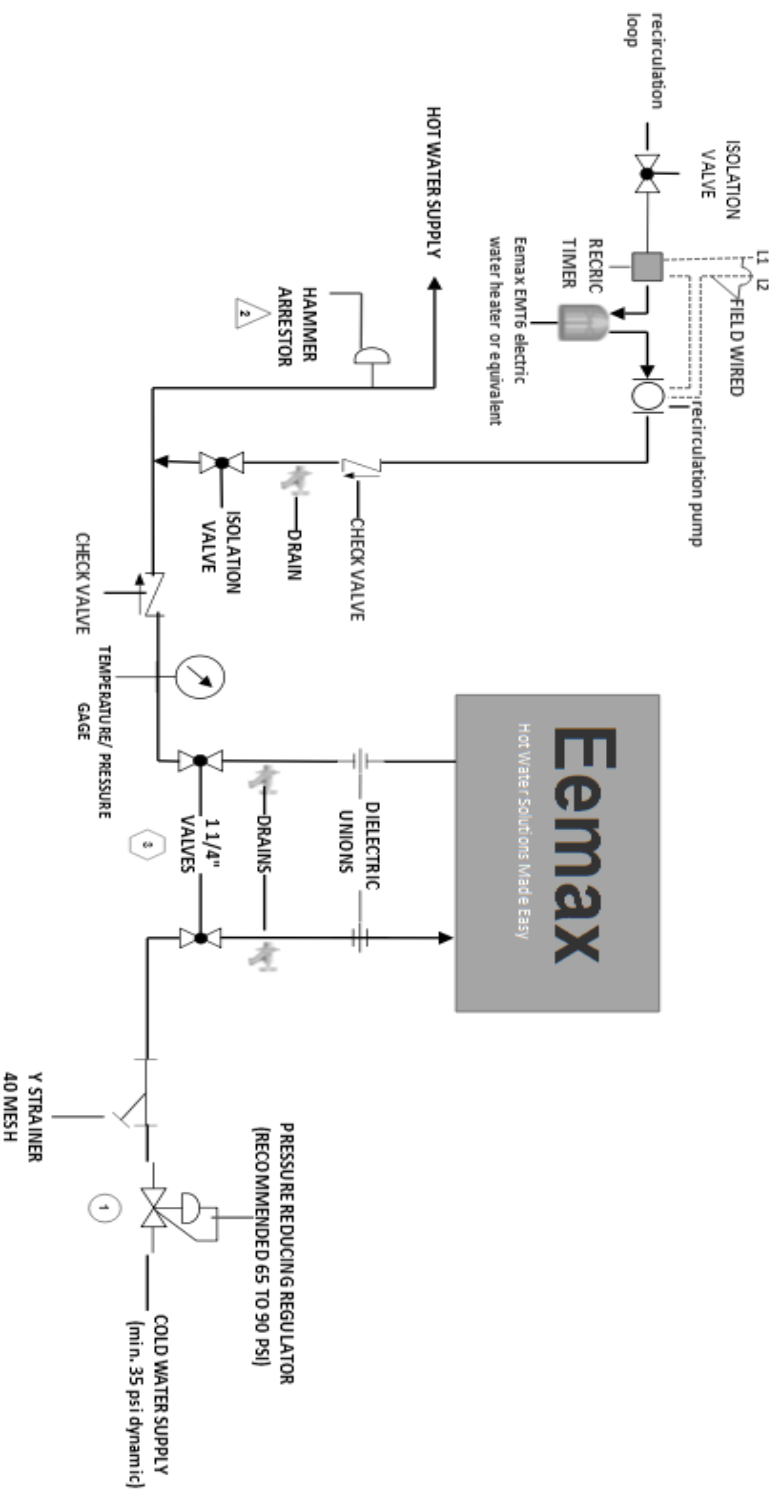 recirculation
loop
ISOLATION
VALVE
L1
L2
FIELD WIRED
RECRIC
TIMER
Eemax EMT6 electric
water heater or equivalent
recirculation pump
HOT WATER SUPPLY
HAMMER
ARRESTOR
2
CHECK VALVE
DRAIN
ISOLATION
VALVE
CHECK VALVE
TEMPERATURE/ PRESSURE
GAGE
Eemax
Hot Water Solutions Made Easy
DIELECTRIC
UNIONS
DRAINS
1 1/4"
VALVES
3
Y STRAINER
40 MESH
PRESSURE REDUCING REGULATOR
(RECOMMENDED 65 TO 90 PSI)
1
COLD WATER SUPPLY
(min. 35 psi dynamic)